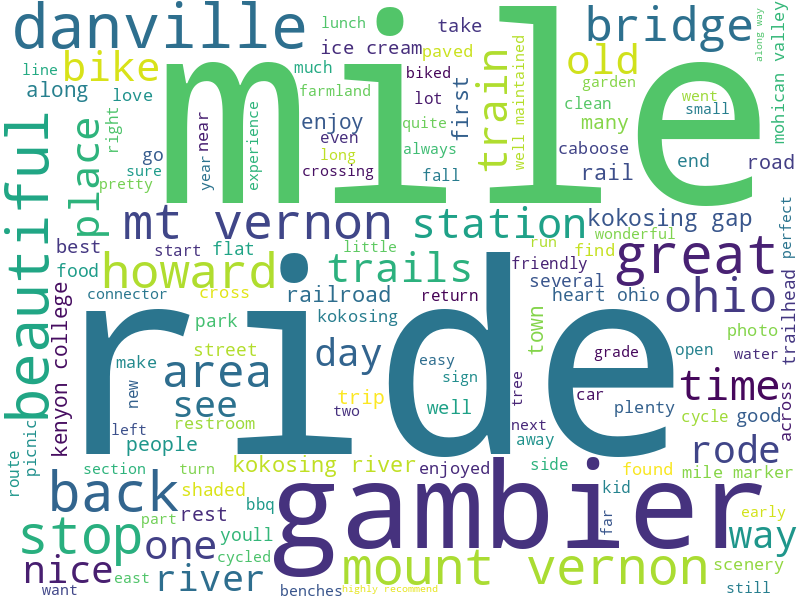 danville
mile
bridge
lunch
take
ice cream
paved
bike
old
line
much
biked
along
love
farmland
lot
train
well maintained
first
garden
clean
went
small
along way
mohican valley
beautiful
place
right
year
near
experience
enjoy
even
quite
many
long
crossing
always
caboose
go
sure
pretty
fall
rail
end
road
mt vernon
station
kokosing gap
best
start
flat
little
run
wonderful
find
great
perfect
food
howard
trails
friendly
connector
cross
railroad
return
several
heart ohio
ohio
trailhead
kenyon college
park
kokosing
town
photo
street
day
grade
open
water
make
area
ride
easy
sign
tree
car
time
new
see
trip
two
well
plenty
cycle
good
across
left
restroom
next
route
picnic
people
away
rode
section
turn
kokosing river
enjoyed
side
found
mile marker
back
shaded
bbq
gambier
kid
part
rest
far
early
stop
one
youll
way
cycled
nice
east
river
mount vernon
scenery
want
benches
highly recommend
still